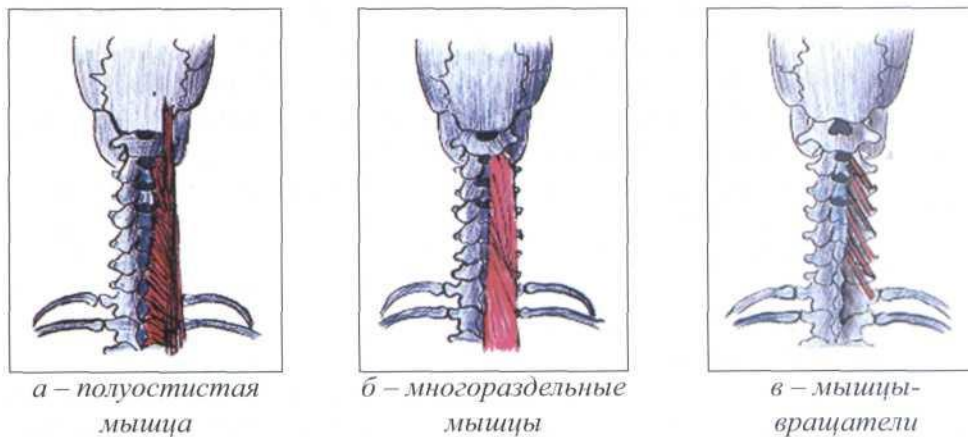 а – полуостистая
мышца
б – многораздельные
мышцы
в – мышцы-
вращатели